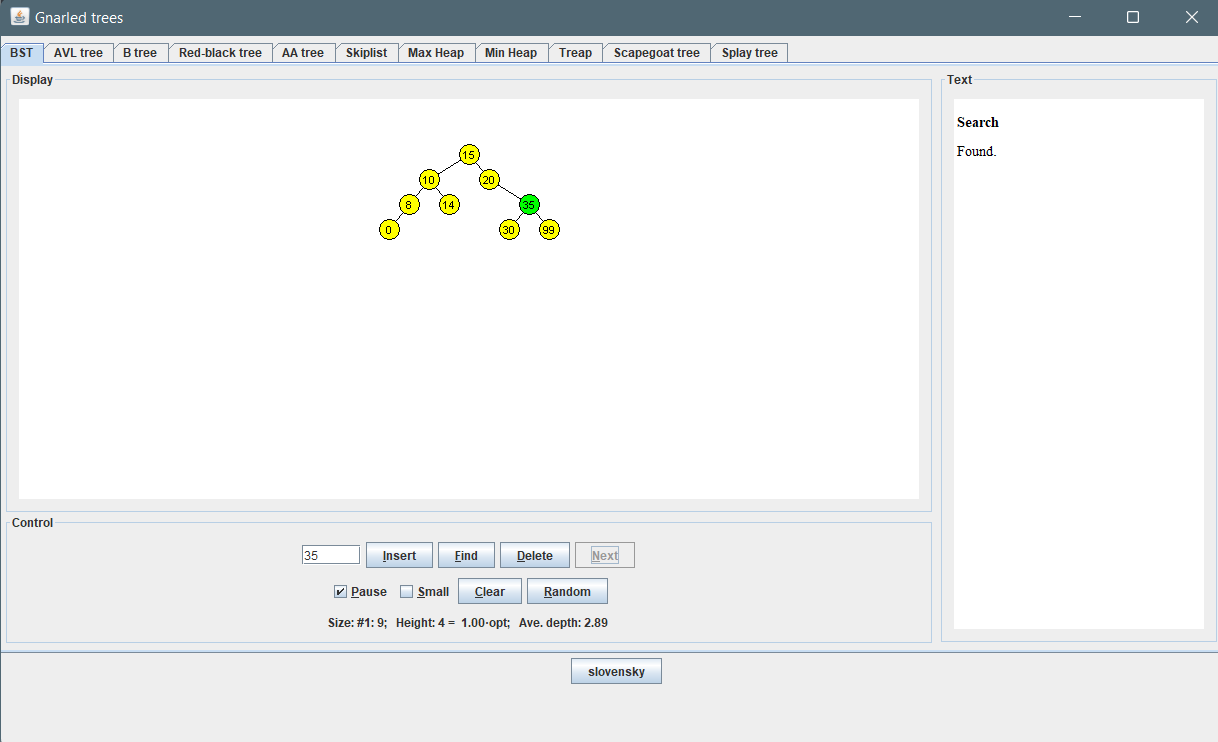 Gnarled trees
BST AVL tree B tree Red-black tree AA tree Skiplist Max Heap Min Heap Treap Scapegoat tree Splay tree
Display
15
10 20
8 14 35
0 30 99
Text
Search
Found.
Control
35 Insert Find Delete Next
Pause Small Clear Random
Size: #1: 9; Height: 4 = 1.00·opt; Ave. depth: 2.89
slovensky